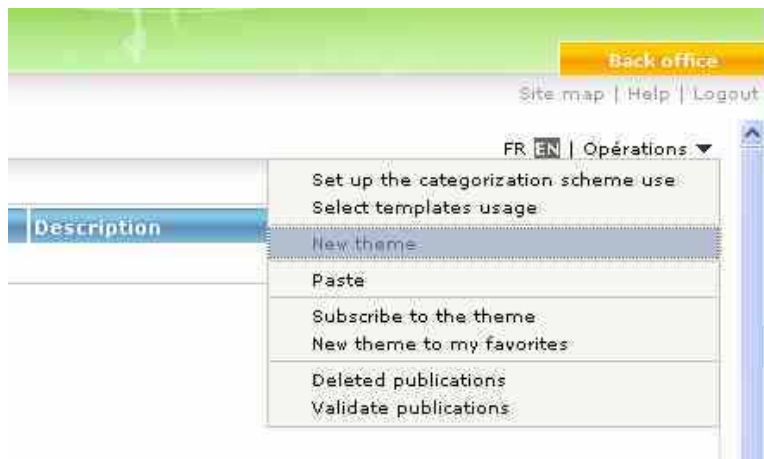 Back office
Site map | Help | Logout
FR EN | Opérations
Set up the categorization scheme use
Select templates usage
Description
New theme
Paste
Subscribe to the theme
New theme to my favorites
Deleted publications
Validate publications